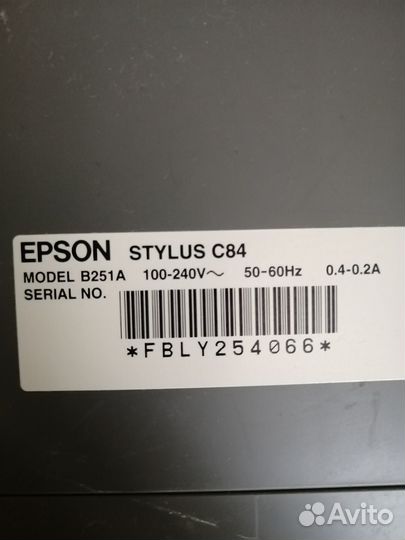 EPSON STYLUS C84
MODEL B251A 100-240V～ 50-60Hz 0.4-0.2A
SERIAL NO.
*FBLY254066*
Avito